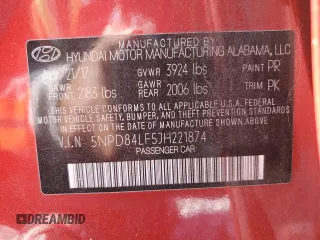 MANUFACTURED BY
HYUNDAI MOTOR MANUFACTURING ALABAMA, LLC
21/17 GVWR 3924 lbs PAINT PR
GAWR FRONT 2183 lbs GAWR REAR 2006 lbs TRIM PK
THIS VEHICLE CONFORMS TO ALL APPLICABLE U.S. FEDERAL
MOTOR VEHICLE SAFETY, BUMPER, AND THEFT PREVENTION STANDARDS
IN EFFECT ON THE DATE OF MANUFACTURE SHOWN ABOVE.
V.I.N 5NPD84LF5JH221874
PASSENGER CAR
DREAMBID